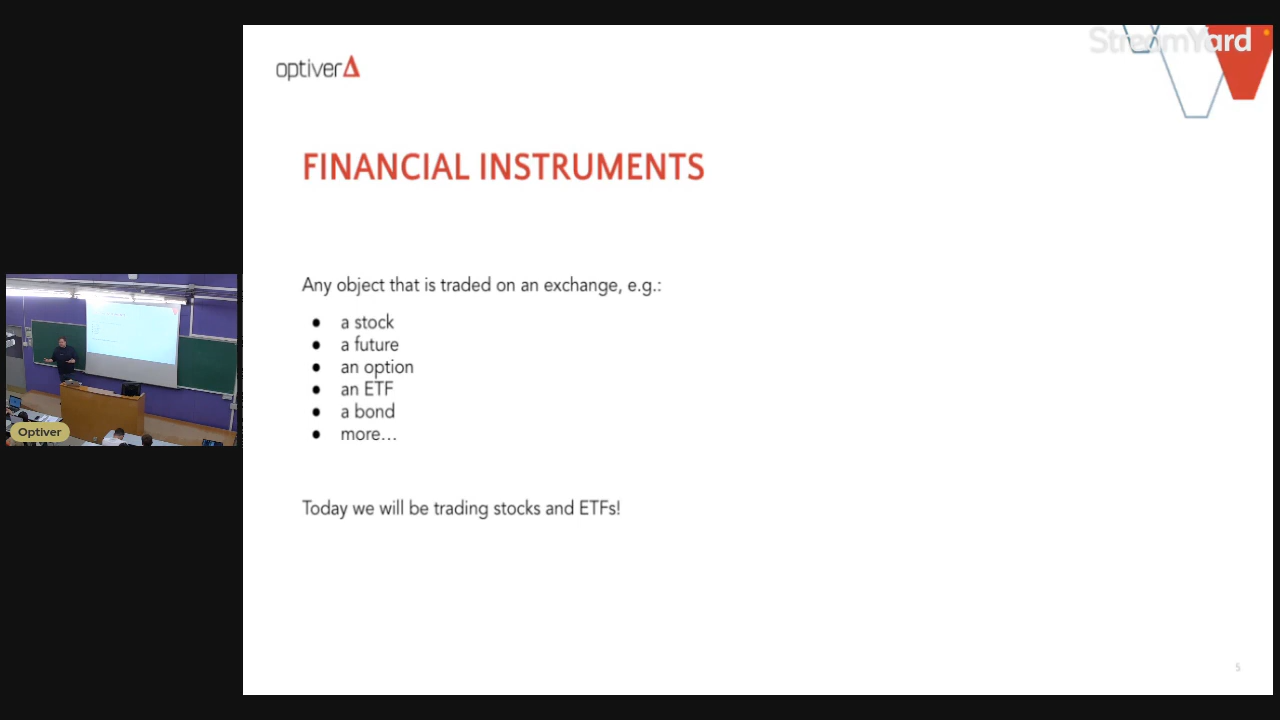 StreamYard
optiver
FINANCIAL INSTRUMENTS
Any object that is traded on an exchange, e.g.:
● a stock
● a future
● an option
● an ETF
● a bond
● more…
Today we will be trading stocks and ETFs!
Optiver
5